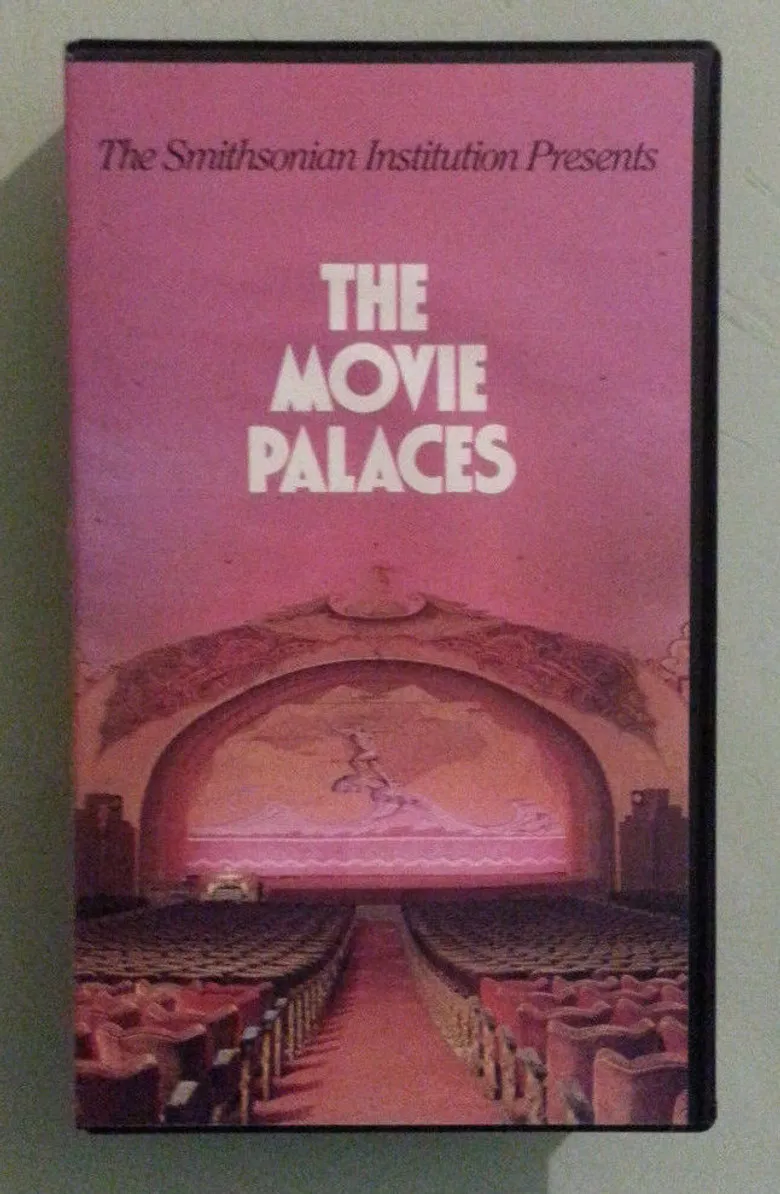 The Smithsonian Institution Presents
THE
MOVIE
PALACES